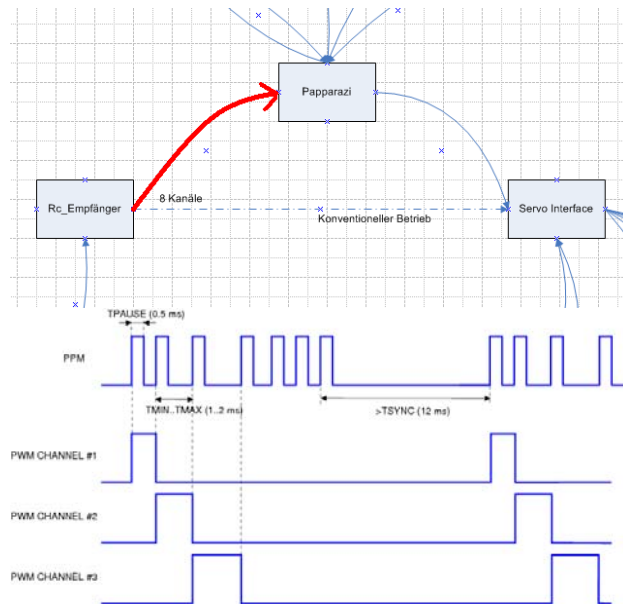 Papparazi
8 Kanäle
Rc_Empfänger
Servo Interface
Konventioneller Betrieb
TPAUSE (0.5 ms)
PPM
TMIN..TMAX (1..2 ms)
>TSYNC (12 ms)
PWM CHANNEL #1
PWM CHANNEL #2
PWM CHANNEL #3